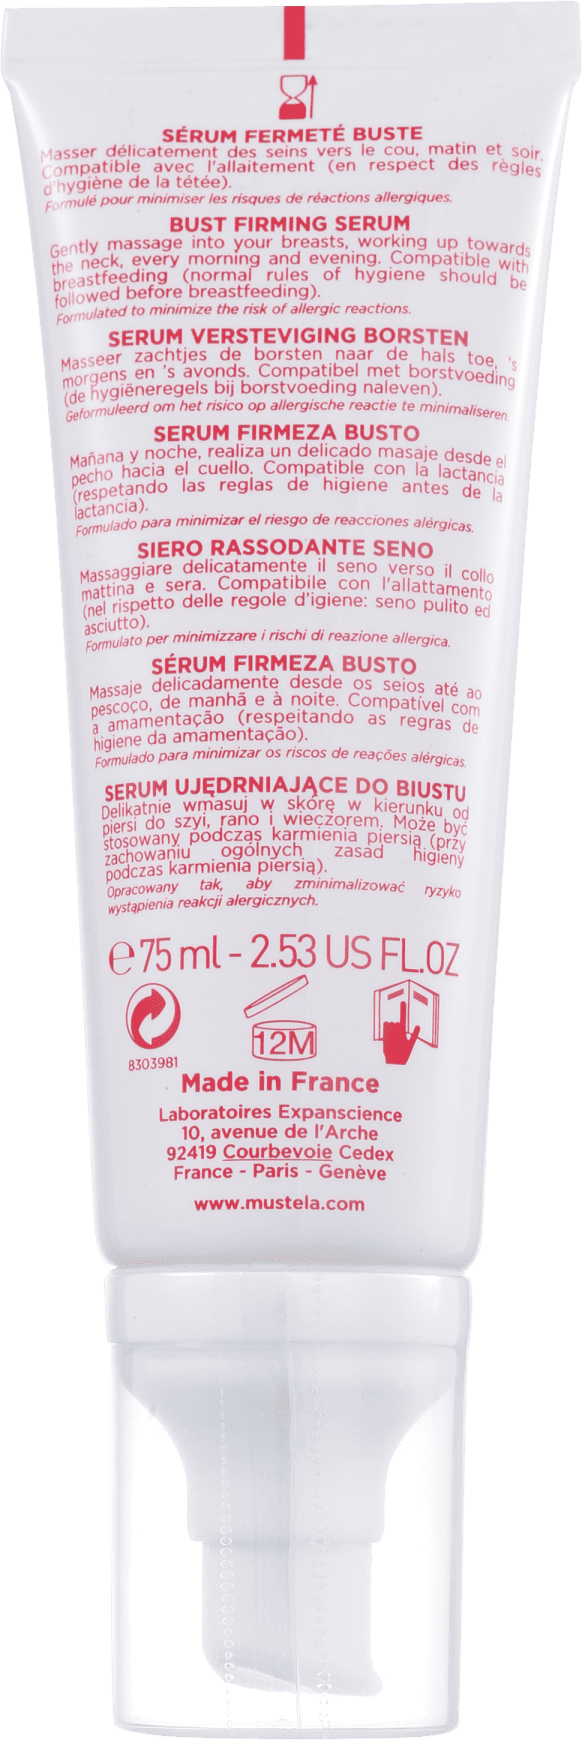 SÉRUM FERMETÉ BUSTE
Masser délicatement des seins vers le cou, matin et soir.
Compatible avec l'allaitement (en respect des règles
d'hygiène de la tétée).
Formulé pour minimiser les risques de réactions allergiques.
BUST FIRMING SERUM
Gently massage into your breasts, working up towards
the neck, every morning and evening. Compatible with
breastfeeding (normal rules of hygiene should be
followed before breastfeeding).
Formulated to minimize the risk of allergic reactions.
SERUM VERSTEVIGING BORSTEN
Masseer zachtjes de borsten naar de hals toe, 's
morgens en 's avonds. Compatibel met borstvoeding
(de hygiëneregels bij borstvoeding naleven).
Geformuleerd om het risico op allergische reactie te minimaliseren.
SERUM FIRMEZA BUSTO
Mañana y noche, realiza un delicado masaje desde el
pecho hacia el cuello. Compatible con la lactancia
(respetando las reglas de higiene antes de la
lactancia).
Formulado para minimizar el riesgo de reacciones alérgicas.
SIERO RASSODANTE SENO
Massaggiare delicatamente il seno verso il collo
mattina e sera. Compatibile con l'allattamento
(nel rispetto delle regole d'igiene: seno pulito ed
asciutto).
Formulato per minimizzare i rischi di reazione allergica.
SÉRUM FIRMEZA BUSTO
Massaje delicadamente desde os seios até ao
pescoço, de manhã e à noite. Compatível com
a amamentação (respeitando as regras de
higiene da amamentação).
Formulado para minimizar os riscos de reações alérgicas.
SERUM UJĘDRNIAJĄCE DO BIUSTU
Delikatnie wmasuj w skórę w kierunku od
piersi do szyi, rano i wieczorem. Może być
stosowany podczas karmienia piersią (przy
zachowaniu ogólnych zasad higieny
podczas karmienia piersią).
Opracowany tak, aby zminimalizować ryzyko
wystąpienia reakcji alergicznych.
℮75 ml - 2.53 US FL.OZ
12M
8303981
Made in France
Laboratoires Expanscience
10, avenue de l'Arche
92419 Courbevoie Cedex
France - Paris - Genève
www.mustela.com